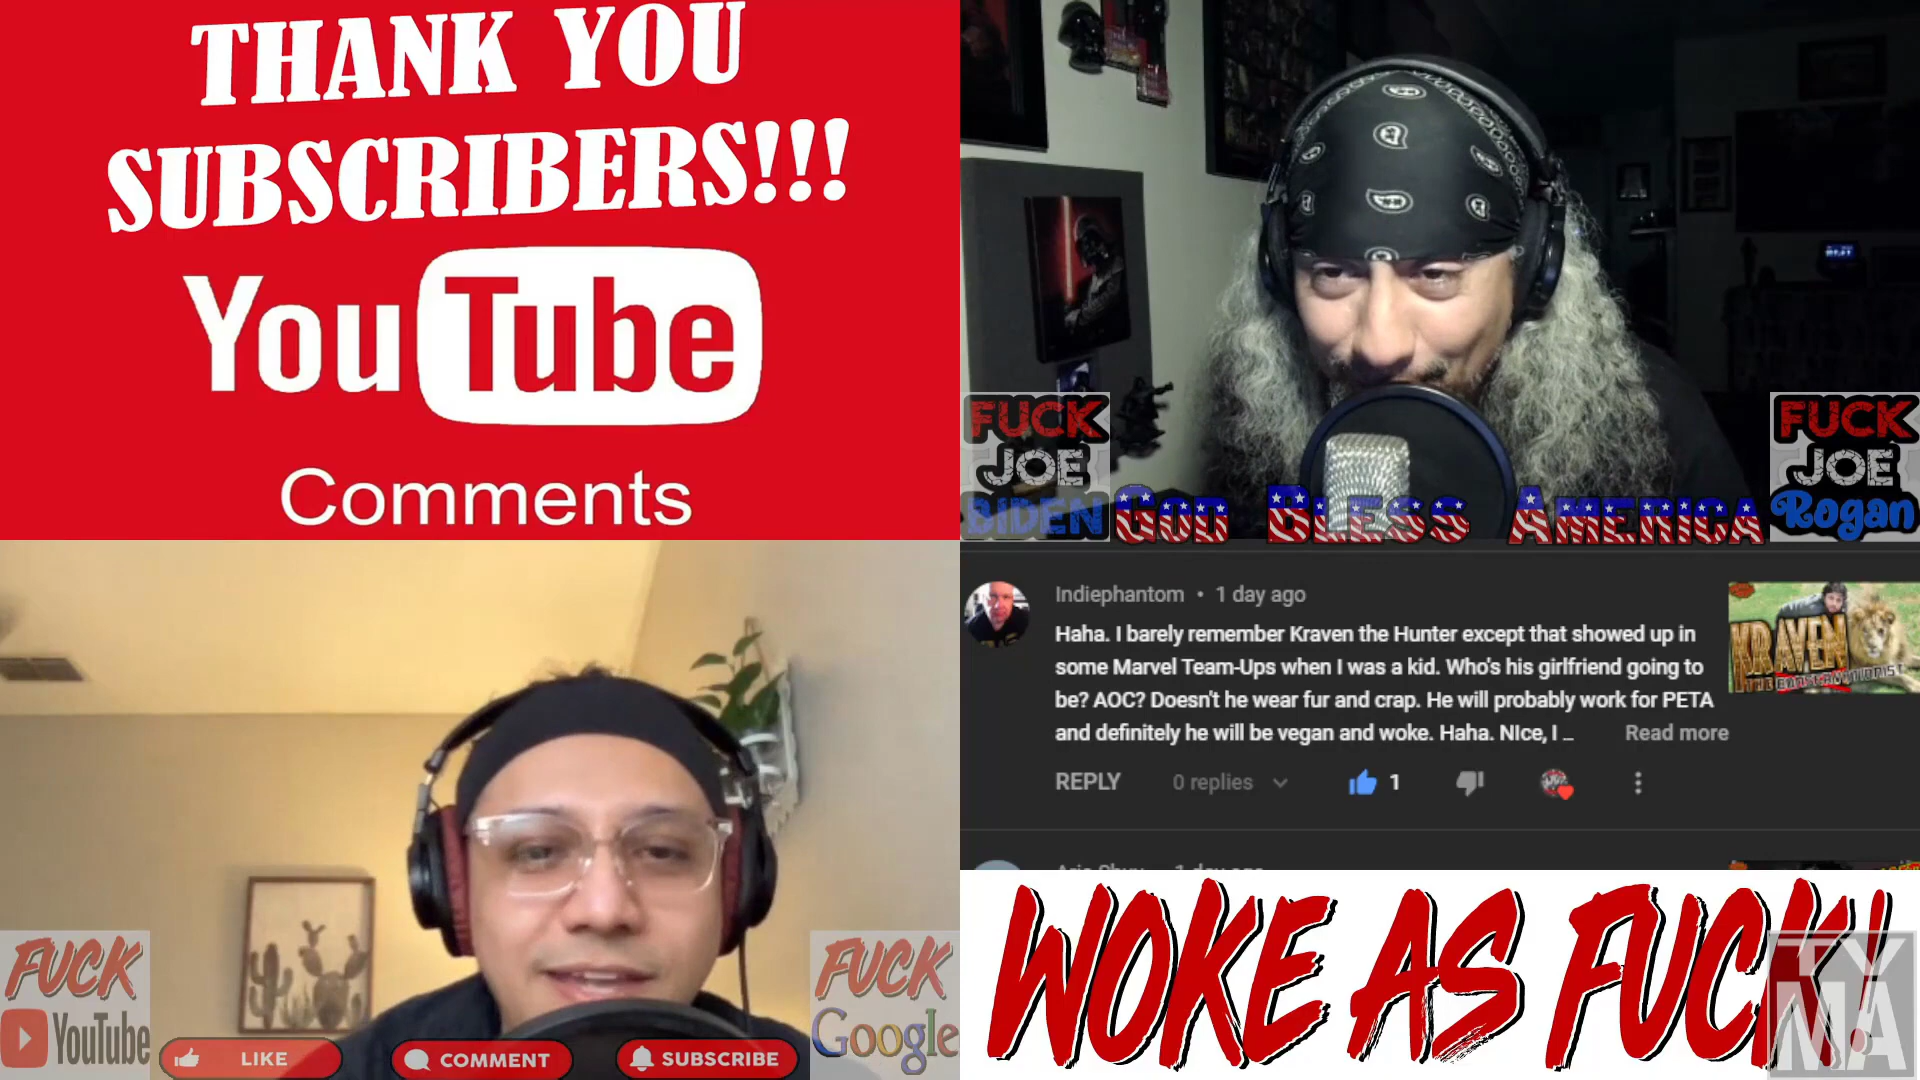 THANK YOU
SUBSCRIBERS!!!
YouTube
Comments
FUCK
JOE
BIDEN
God Bless America
FUCK
JOE
Rogan
Indiephantom • 1 day ago
Haha. I barely remember Kraven the Hunter except that showed up in
some Marvel Team-Ups when I was a kid. Who's his girlfriend going to
be? AOC? Doesn't he wear fur and crap. He will probably work for PETA
and definitely he will be vegan and woke. Haha. NIce, I ...
Read more
REPLY
0 replies
1
KRAVEN
THE
FUCK
YouTube
LIKE
COMMENT
SUBSCRIBE
FUCK
Google
WOKE AS FUCK!
TY
MA